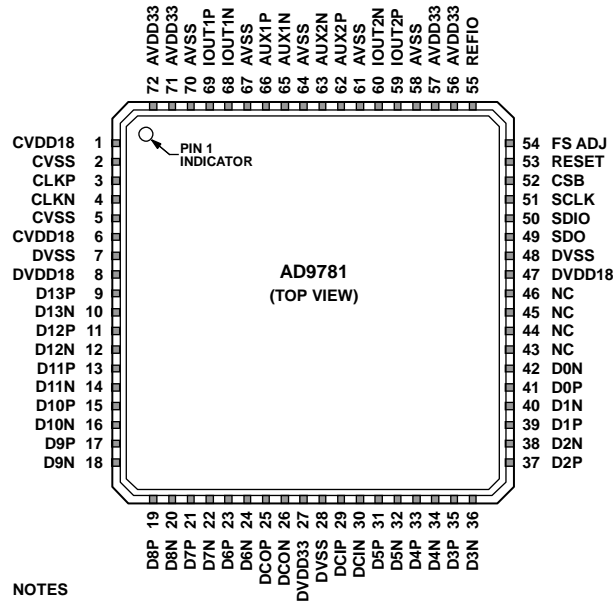 72 AVDD33
71 AVDD33
70 AVSS
69 IOUT1P
68 IOUT1N
67 AVSS
66 AUX1P
65 AUX1N
64 AVSS
63 AUX2N
62 AUX2P
61 AVSS
60 IOUT2N
59 IOUT2P
58 AVSS
57 AVDD33
56 AVDD33
55 REFIO
PIN 1
INDICATOR
CVDD18 1
CVSS 2
CLKP 3
CLKN 4
CVSS 5
CVDD18 6
DVSS 7
DVDD18 8
D13P 9
D13N 10
D12P 11
D12N 12
D11P 13
D11N 14
D10P 15
D10N 16
D9P 17
D9N 18
AD9781
(TOP VIEW)
54 FS ADJ
53 RESET
52 CSB
51 SCLK
50 SDIO
49 SDO
48 DVSS
47 DVDD18
46 NC
45 NC
44 NC
43 NC
42 D0N
41 D0P
40 D1N
39 D1P
38 D2N
37 D2P
D8P 19
D8N 20
D7P 21
D7N 22
D6P 23
D6N 24
DCOP 25
DCON 26
DVDD33 27
DVSS 28
DCIP 29
DCIN 30
D5P 31
D5N 32
D4P 33
D4N 34
D3P 35
D3N 36
NOTES